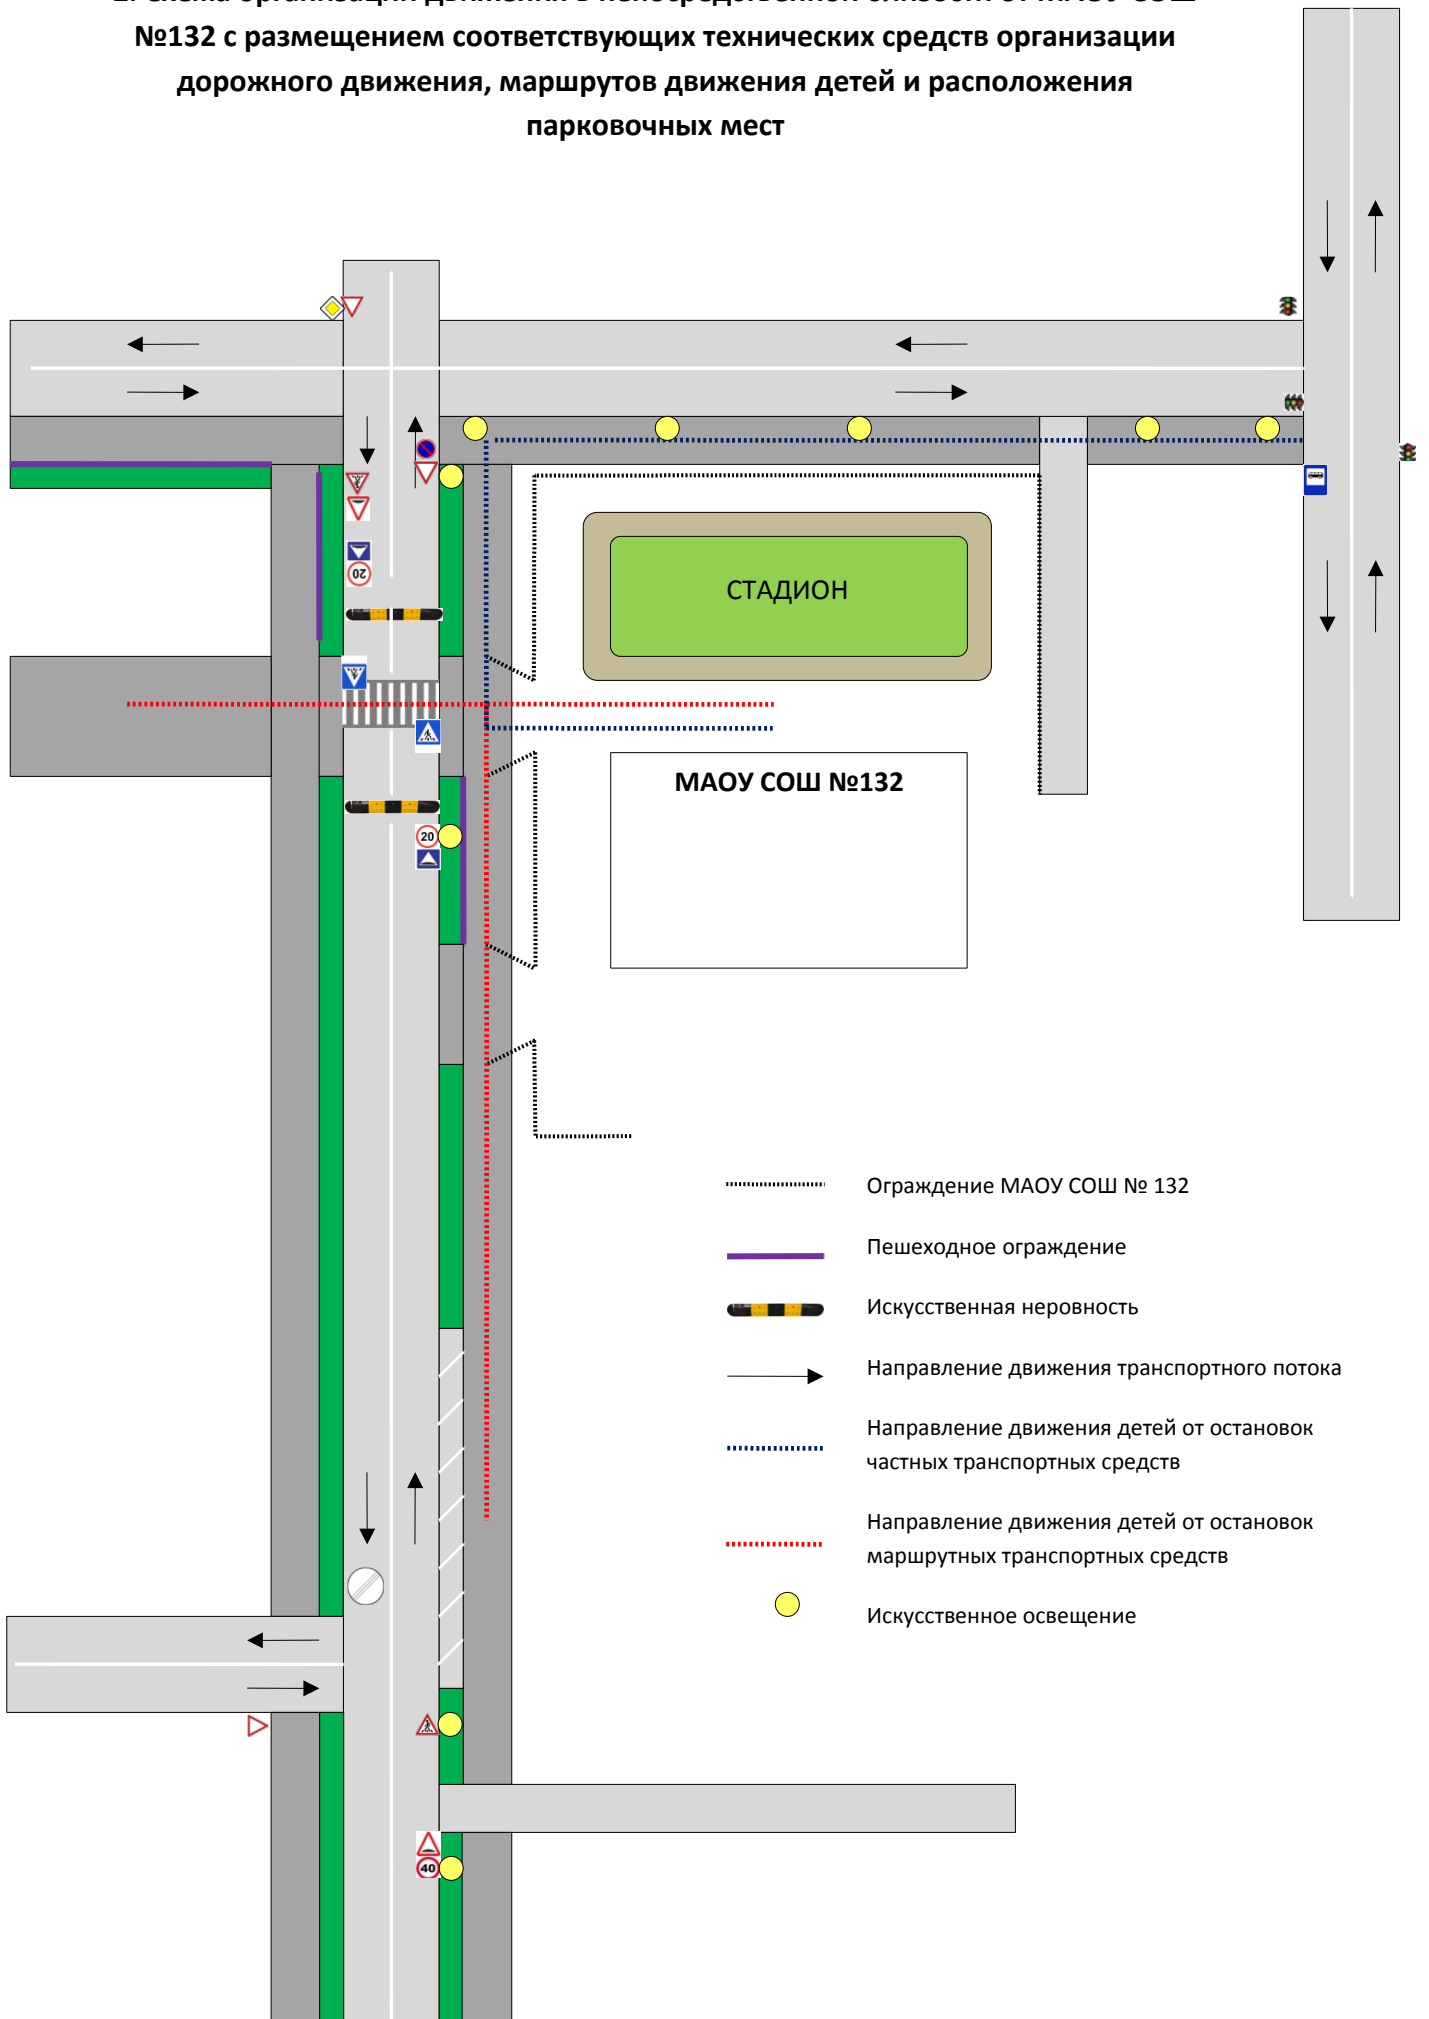 №132 с размещением соответствующих технических средств организации
дорожного движения, маршрутов движения детей и расположения
парковочных мест
20
СТАДИОН
МАОУ СОШ №132
20
Ограждение МАОУ СОШ № 132
Пешеходное ограждение
Искусственная неровность
Направление движения транспортного потока
Направление движения детей от остановок
частных транспортных средств
Направление движения детей от остановок
маршрутных транспортных средств
Искусственное освещение
40